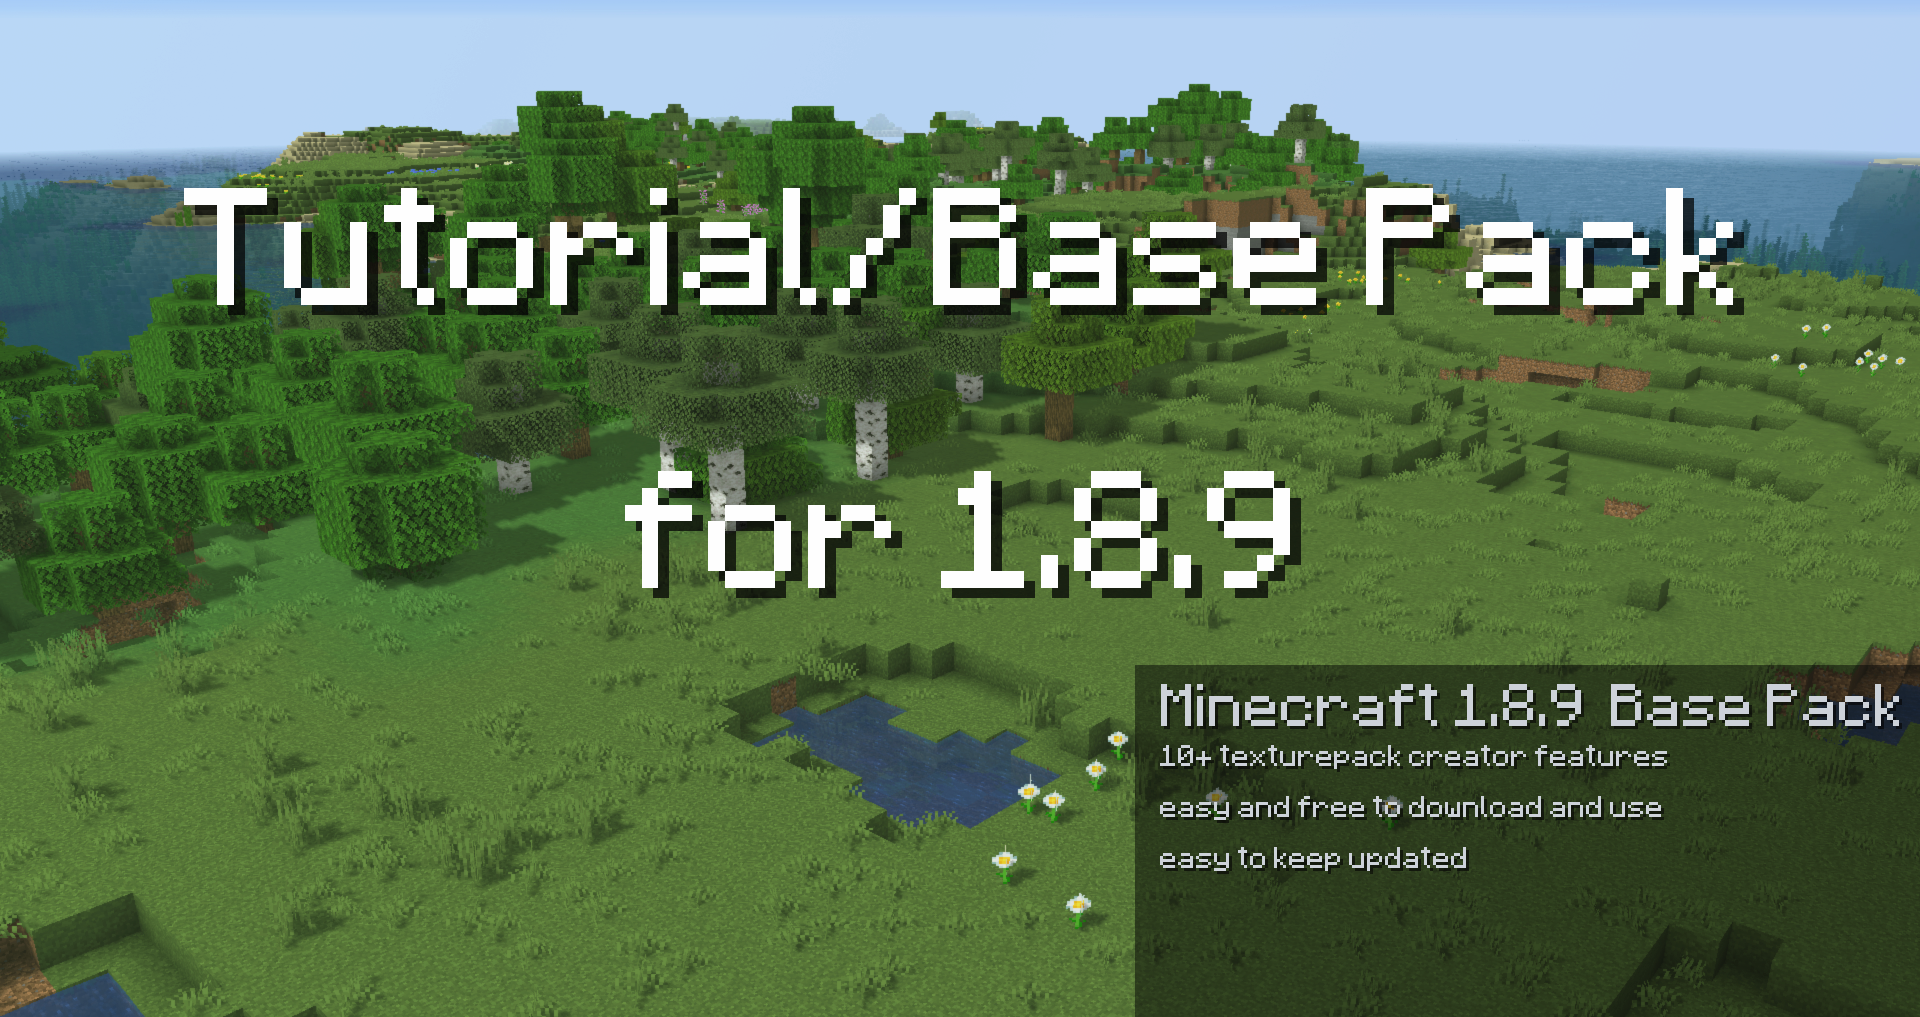 Tutorial/Base Pack
for 1.8.9
Minecraft 1.8.9 Base Pack
10+ texturepack creator features
easy and free to download and use
easy to keep updated